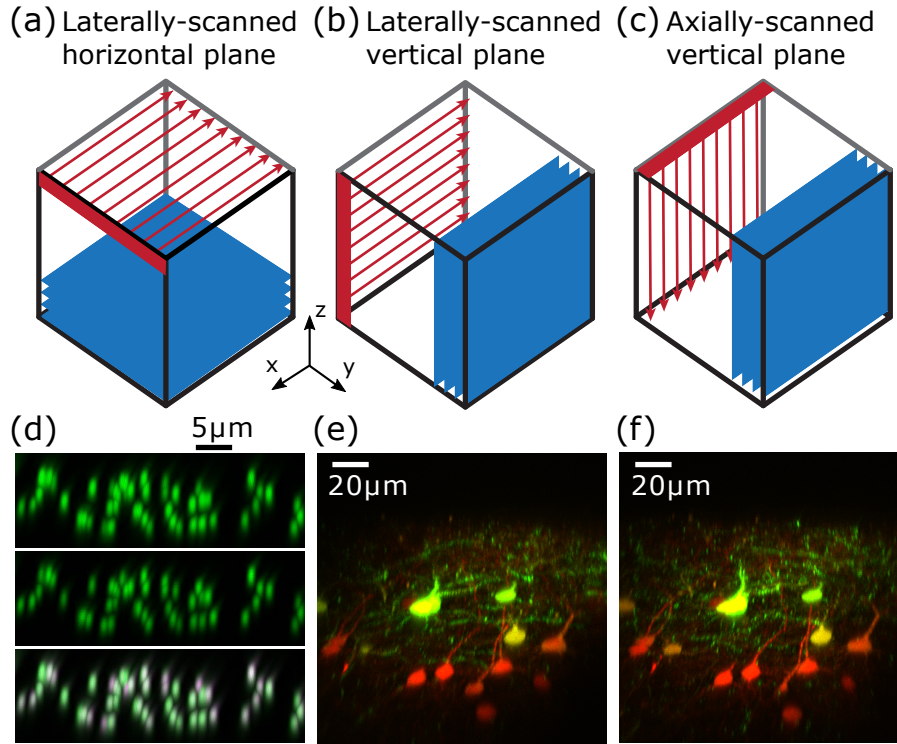 (a) Laterally-scanned
horizontal plane
(b) Laterally-scanned
vertical plane
(c) Axially-scanned
vertical plane
z
x
y
(d)
5μm
(e)
20μm
(f)
20μm